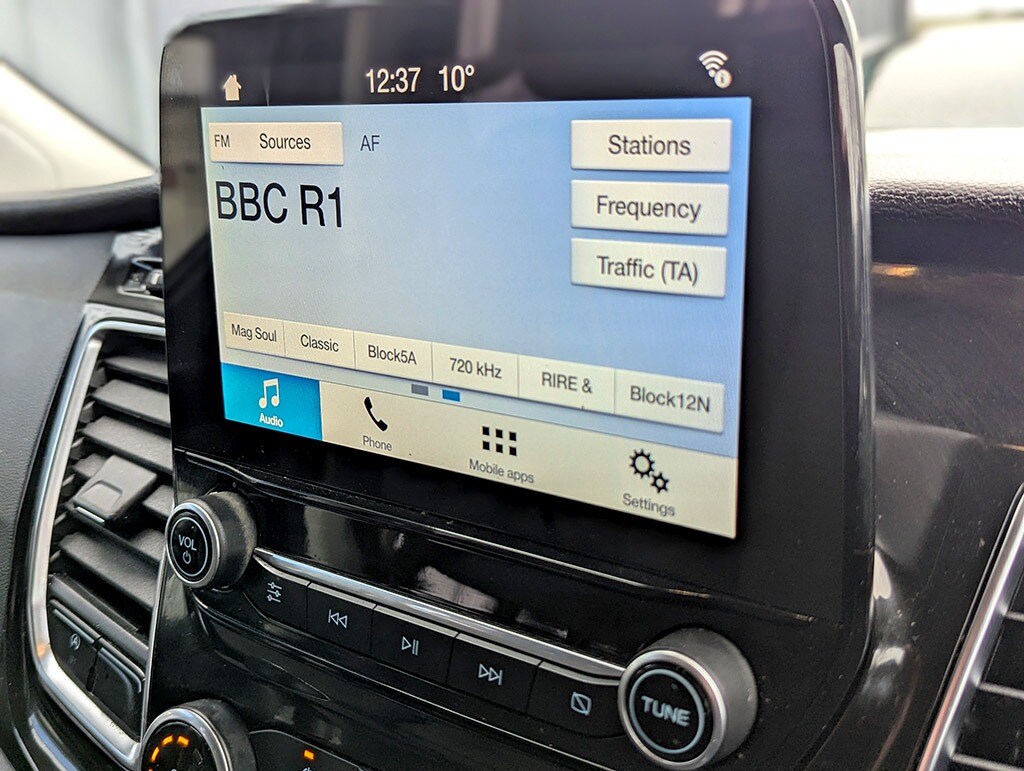 12:37 10°
FM Sources AF
Stations
BBC R1
Frequency
Traffic (TA)
Mag Soul Classic Block5A 720 kHz RIRE & Block12N
Audio Phone Mobile apps Settings
VOL
TUNE